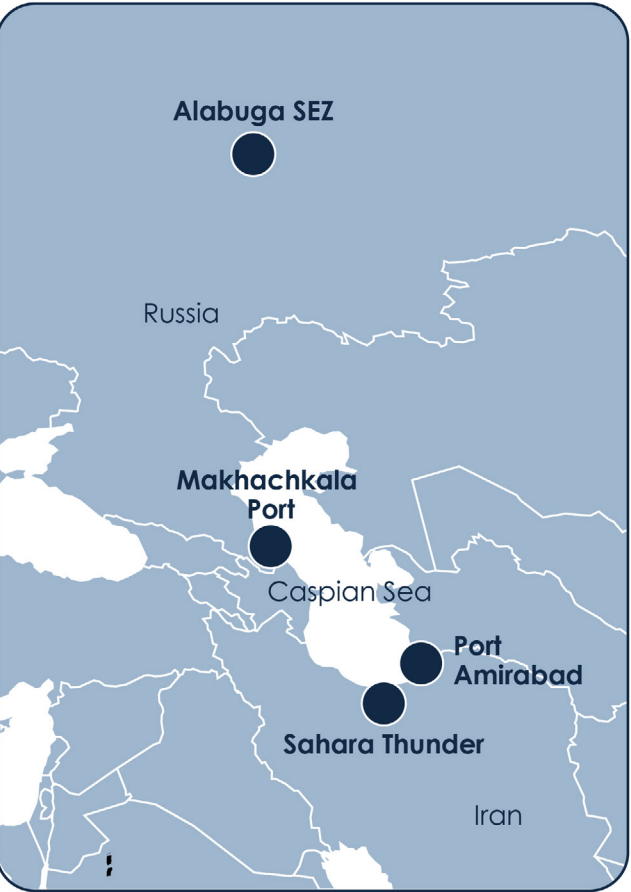 Alabuga SEZ
Russia
Makhachkala
Port
Caspian Sea
Port
Amirabad
Sahara Thunder
Iran